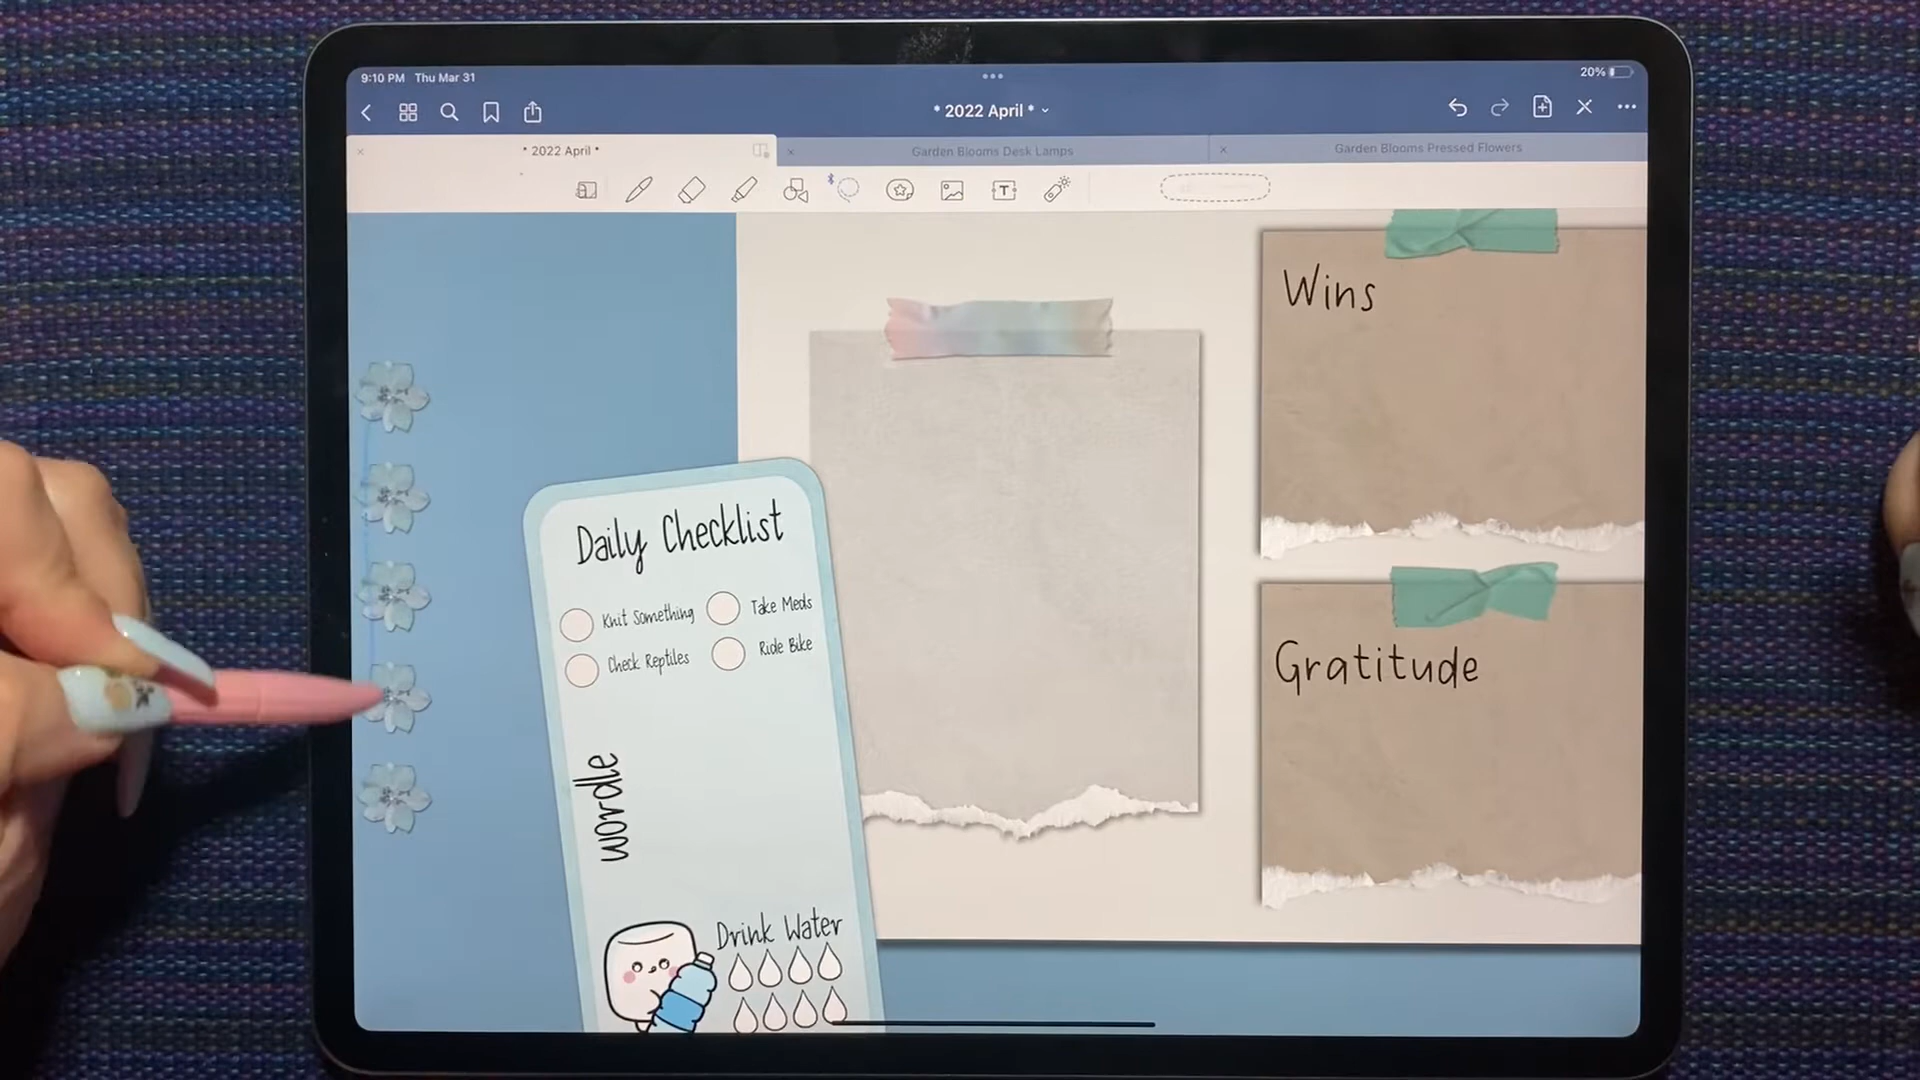 9:10 PM Thu Mar 31
20%
* 2022 April *
* 2022 April *
Garden Blooms Desk Lamps
Garden Blooms Pressed Flowers
T
Wins
Daily Checklist
Knit Something
Take Meds
Check Reptiles
Ride Bike
Gratitude
wordle
Drink Water